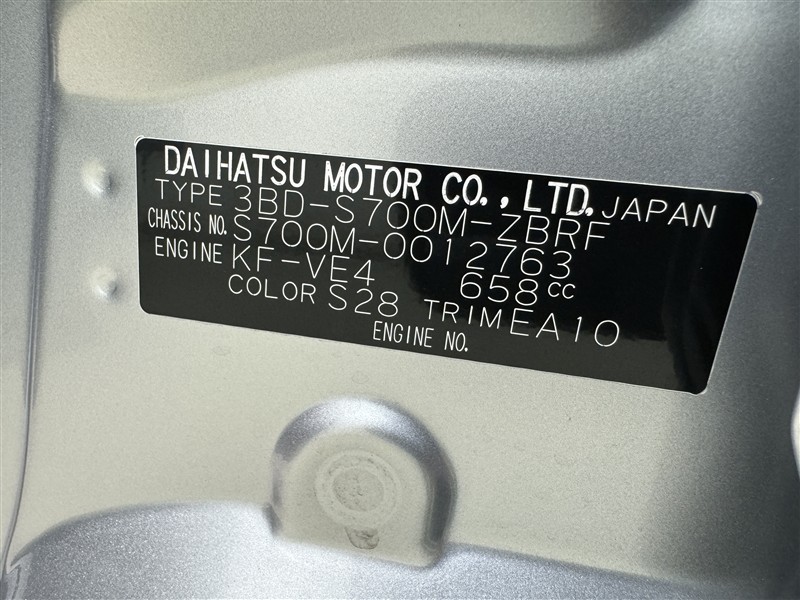 DAIHATSU MOTOR CO., LTD. JAPAN
TYPE 3BD-S700M-ZBRF
CHASSIS NO. S700M-0012763
ENGINE KF-VE4 658cc
COLOR S28 TRIM EA10
ENGINE NO.